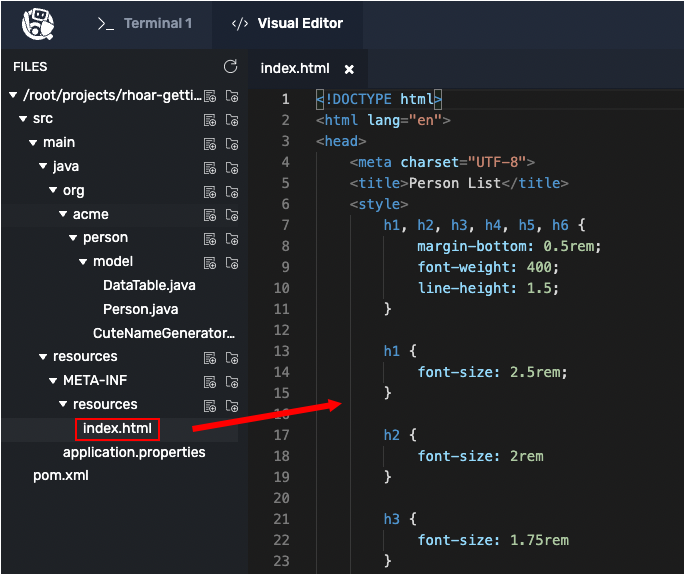 >_ Terminal 1
</> Visual Editor
FILES
/root/projects/rhoar-getti...
src
main
java
org
acme
person
model
DataTable.java
Person.java
CuteNameGenerator...
resources
META-INF
resources
index.html
application.properties
pom.xml
index.html ×
1 <!DOCTYPE html>
2 <html lang="en">
3 <head>
4 <meta charset="UTF-8">
5 <title>Person List</title>
6 <style>
7 h1, h2, h3, h4, h5, h6 {
8 margin-bottom: 0.5rem;
9 font-weight: 400;
10 line-height: 1.5;
11 }
12
13 h1 {
14 font-size: 2.5rem;
15 }
16
17 h2 {
18 font-size: 2rem
19 }
20
21 h3 {
22 font-size: 1.75rem
23 }